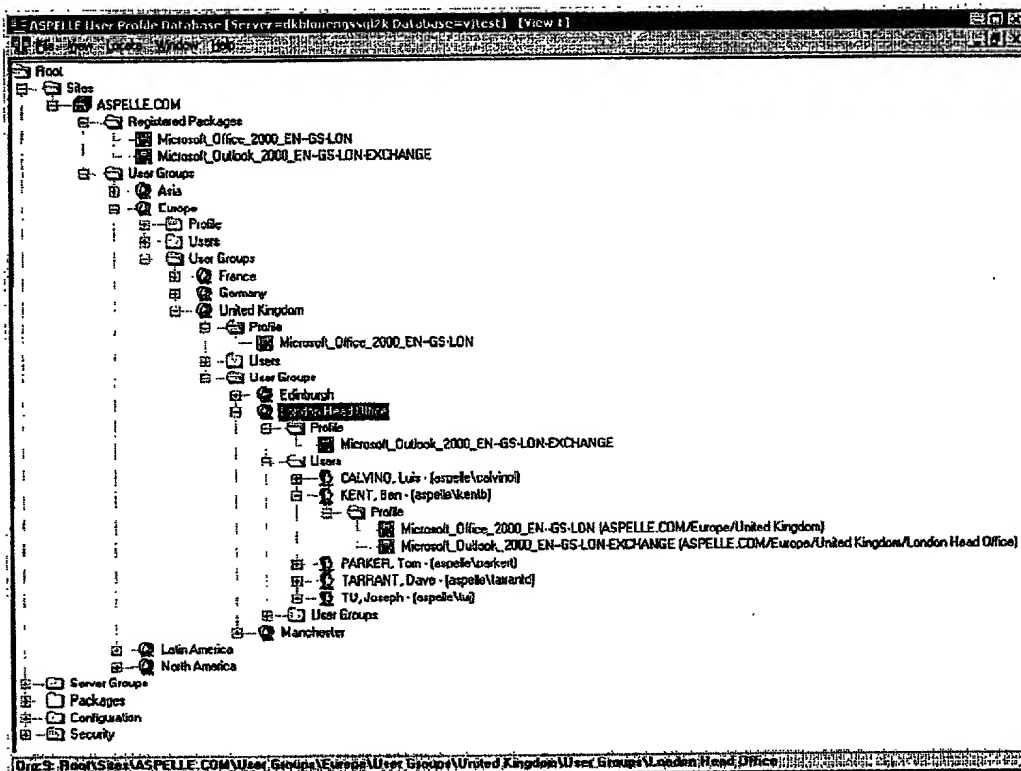 ASPELLE User Profile Database [Server=dkblonengssql2k Database=vjtest] - [View 1]
File View Locate Window Help
Root
Sites
ASPELLE.COM
Registered Packages
Microsoft_Office_2000_EN--GS-LON
Microsoft_Outlook_2000_EN--GS-LON-EXCHANGE
User Groups
Asia
Europe
Profile
Users
User Groups
France
Germany
United Kingdom
Profile
Microsoft_Office_2000_EN--GS-LON
Users
User Groups
Edinburgh
London Head Office
Profile
Microsoft_Outlook_2000_EN--GS-LON-EXCHANGE
Users
CALVINO, Luis - (aspelle\calvinol)
KENT, Ben - (aspelle\kentb)
Profile
Microsoft_Office_2000_EN--GS-LON (ASPELLE.COM/Europe/United Kingdom)
Microsoft_Outlook_2000_EN--GS-LON-EXCHANGE (ASPELLE.COM/Europe/United Kingdom/London Head Office)
PARKER, Tom - (aspelle\parkert)
TARRANT, Dave - (aspelle\tarrantd)
TU, Joseph - (aspelle\tuj)
User Groups
Manchester
Latin America
North America
Server Groups
Packages
Configuration
Security
Org 9: Root\Sites\ASPELLE.COM\User Groups\Europe\User Groups\United Kingdom\User Groups\London Head Office